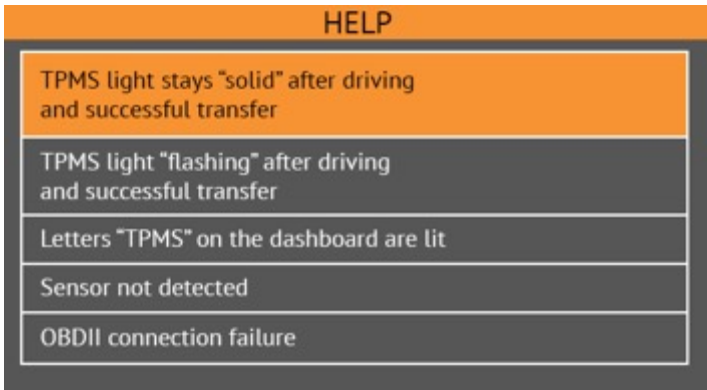 HELP
TPMS light stays “solid” after driving
and successful transfer
TPMS light “flashing” after driving
and successful transfer
Letters “TPMS” on the dashboard are lit
Sensor not detected
OBDII connection failure